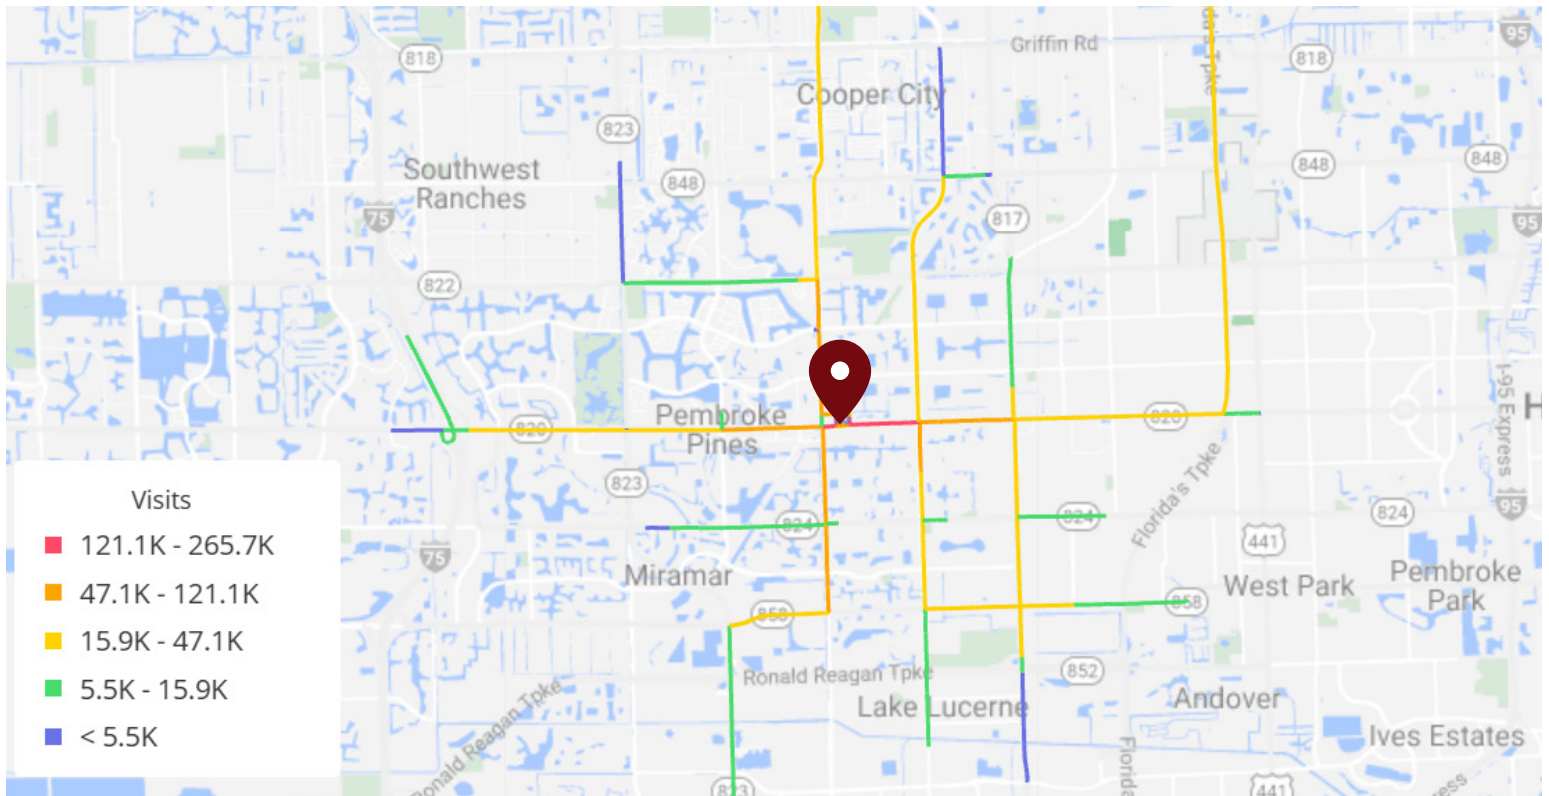 Griffin Rd
95
818
818
Cooper City
823
848
848
Southwest
Ranches
848
75
817
95
822
I-95 Express
H
Pembroke
Pines
820
820
823
Florida's Tpke
95
824
824
824
441
75
Miramar
West Park
Pembroke
Park
858
858
Ronald Reagan Tpke
852
Lake Lucerne
Andover
Ronald Reagan Tpke
Ives Estates
Florida
823
441
Visits
121.1K - 265.7K
47.1K - 121.1K
15.9K - 47.1K
5.5K - 15.9K
< 5.5K